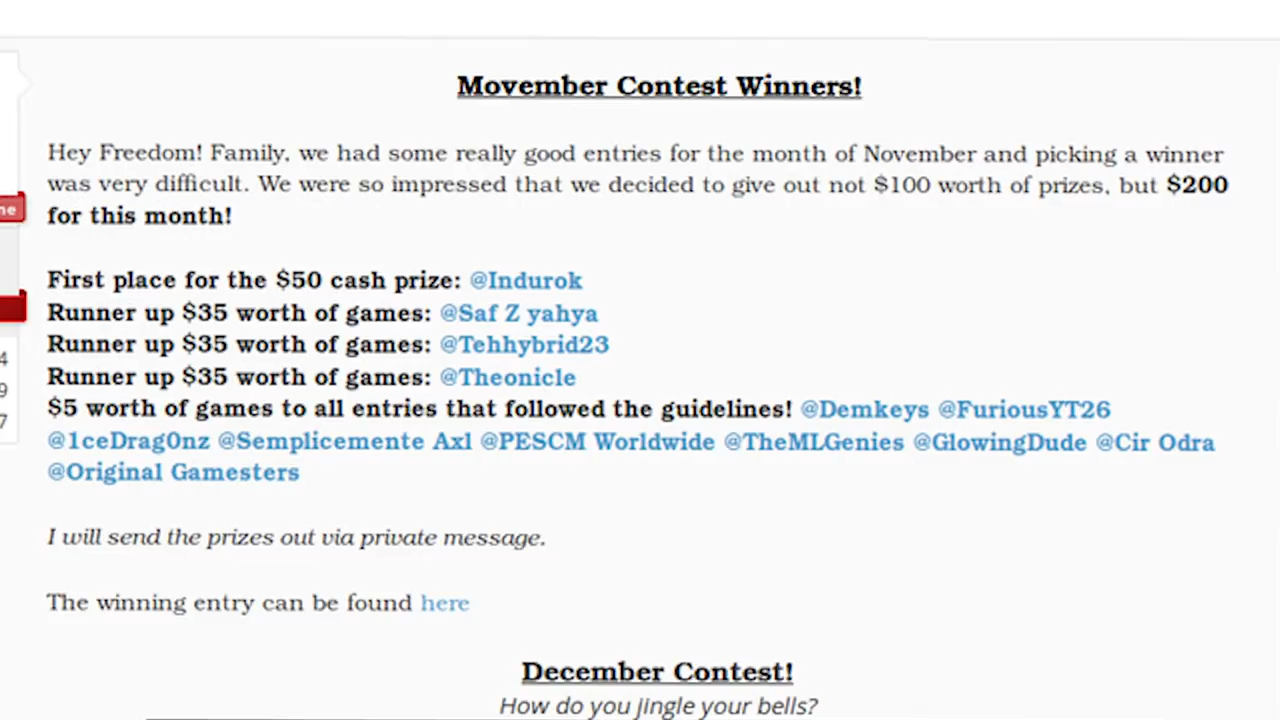 Movember Contest Winners!
Hey Freedom! Family, we had some really good entries for the month of November and picking a winner
was very difficult. We were so impressed that we decided to give out not $100 worth of prizes, but $200
for this month!
First place for the $50 cash prize: @Indurok
Runner up $35 worth of games: @Saf Z yahya
Runner up $35 worth of games: @Tehhybrid23
Runner up $35 worth of games: @Theonicle
$5 worth of games to all entries that followed the guidelines! @Demkeys @FuriousYT26
@1ceDrag0nz @Semplicemente Axl @PESCM Worldwide @TheMLGenies @GlowingDude @Cir Odra
@Original Gamesters
I will send the prizes out via private message.
The winning entry can be found here
December Contest!
How do you jingle your bells?
4
9
7